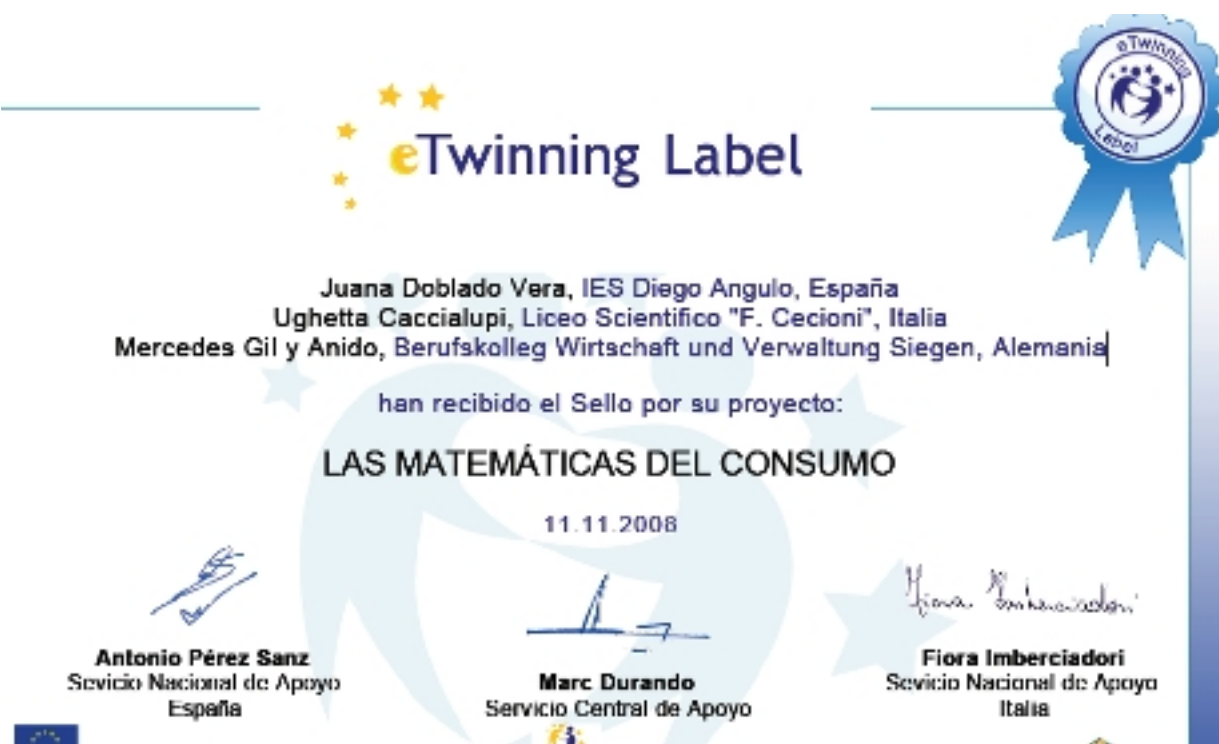 eTwinning
Label
eTwinning Label
Juana Doblado Vera, IES Diego Angulo, España
Ughetta Caccialupi, Liceo Scientifico "F. Cecioni", Italia
Mercedes Gil y Anido, Berufskolleg Wirtschaft und Verwaltung Siegen, Alemania
han recibido el Sello por su proyecto:
LAS MATEMÁTICAS DEL CONSUMO
11.11.2008
Fiora Imberciadori
Antonio Pérez Sanz
Sevicio Nacional de Apoyo
España
Marc Durando
Servicio Central de Apoyo
Fiora Imberciadori
Sevicio Nacional de Apoyo
Italia